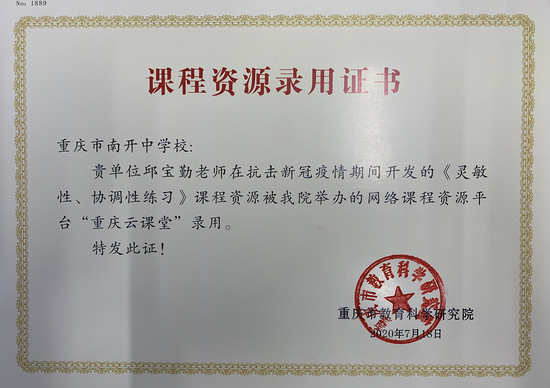 No: 1889
课程资源录用证书
重庆市南开中学校:
贵单位邱宝勤老师在抗击新冠疫情期间开发的《灵敏
性、协调性练习》课程资源被我院举办的网络课程资源平
台“重庆云课堂”录用。
特发此证!
重庆市教育科学研究院
2020年7月18日